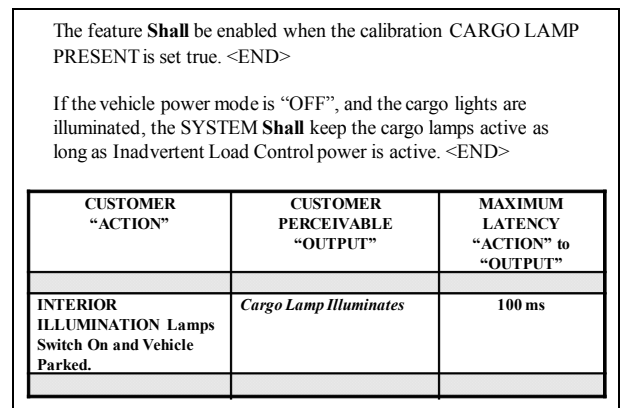 The feature Shall be enabled when the calibration CARGO LAMP
PRESENT is set true. <END>
If the vehicle power mode is “OFF”, and the cargo lights are
illuminated, the SYSTEM Shall keep the cargo lamps active as
long as Inadvertent Load Control power is active. <END>
CUSTOMER
“ACTION”
CUSTOMER
PERCEIVABLE
“OUTPUT”
MAXIMUM
LATENCY
“ACTION” to
“OUTPUT”
INTERIOR
ILLUMINATION Lamps
Switch On and Vehicle
Parked.
Cargo Lamp Illuminates
100 ms